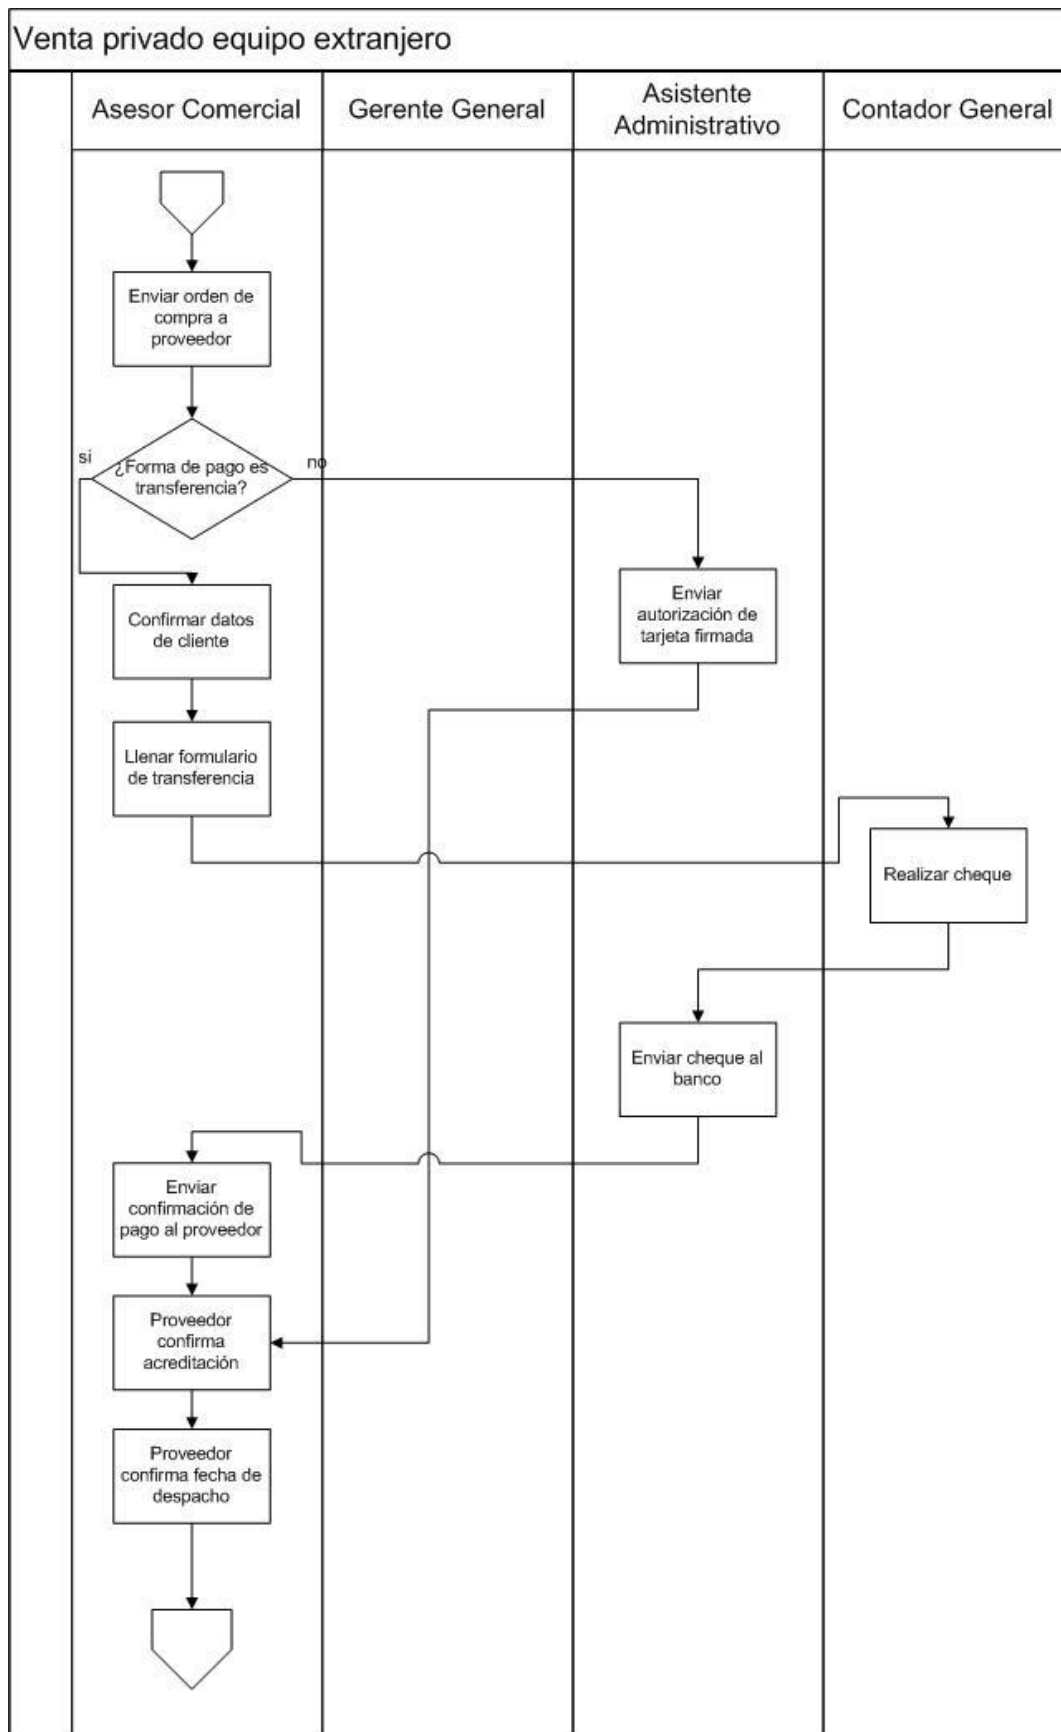 Venta privado equipo extranjero
Asesor Comercial
Gerente General
Asistente
Administrativo
Contador General
Enviar orden de
compra a
proveedor
si
¿Forma de pago es
transferencia?
no
Confirmar datos
de cliente
Enviar
autorización de
tarjeta firmada
Llenar formulario
de transferencia
Realizar cheque
Enviar cheque al
banco
Enviar
confirmación de
pago al proveedor
Proveedor
confirma
acreditación
Proveedor
confirma fecha de
despacho